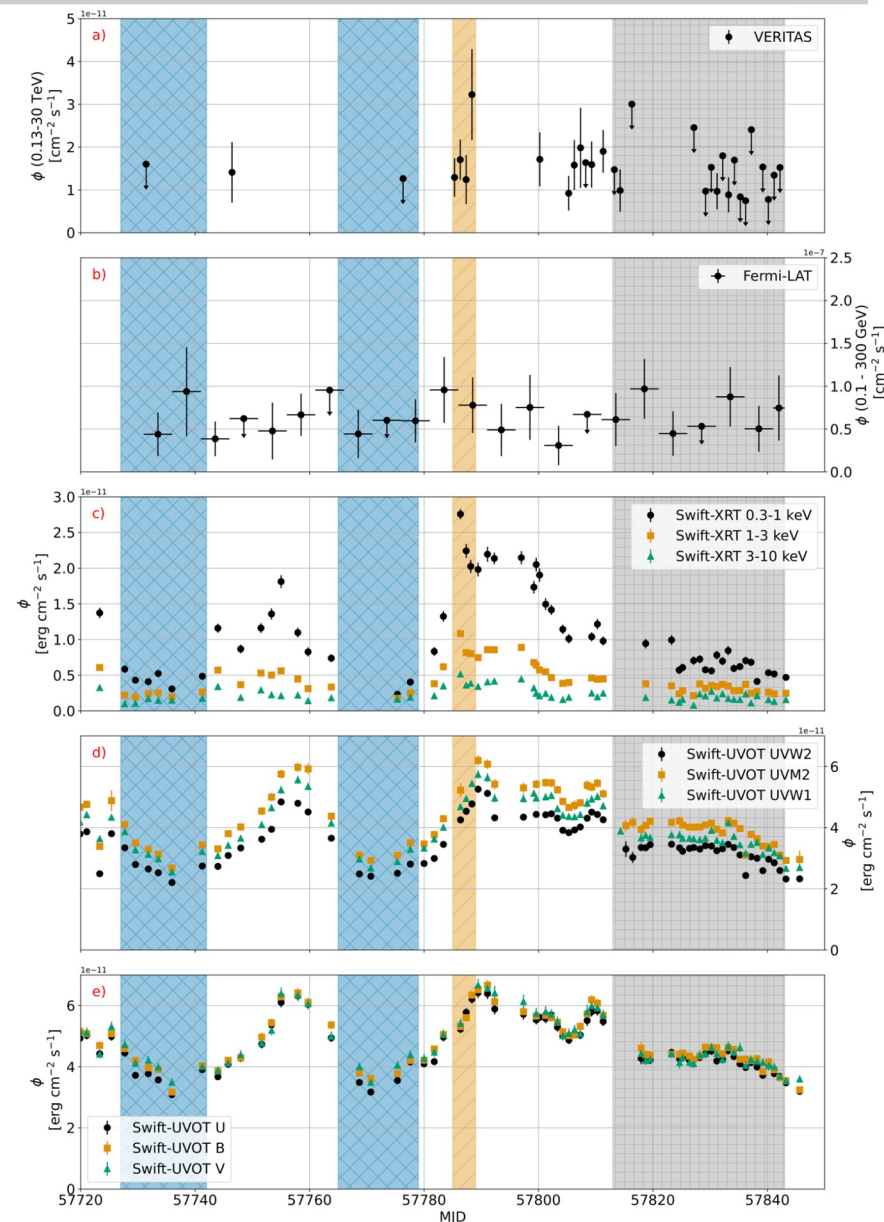 a)
VERITAS
ϕ (0.13-30 TeV)
[cm⁻² s⁻¹]
1e−11
5
4
3
2
1
0
b)
Fermi-LAT
1e−7
2.5
2.0
1.5
1.0
0.5
0.0
ϕ (0.1 - 300 GeV)
[cm⁻² s⁻¹]
c)
1e−11
Swift-XRT 0.3-1 keV
Swift-XRT 1-3 keV
Swift-XRT 3-10 keV
3.0
2.5
2.0
1.5
1.0
0.5
0.0
ϕ
[erg cm⁻² s⁻¹]
d)
1e−11
Swift-UVOT UVW2
Swift-UVOT UVM2
Swift-UVOT UVW1
6
4
2
0
ϕ
[erg cm⁻² s⁻¹]
e)
1e−11
6
4
2
0
ϕ
[erg cm⁻² s⁻¹]
Swift-UVOT U
Swift-UVOT B
Swift-UVOT V
57720 57740 57760 57780 57800 57820 57840
MJD